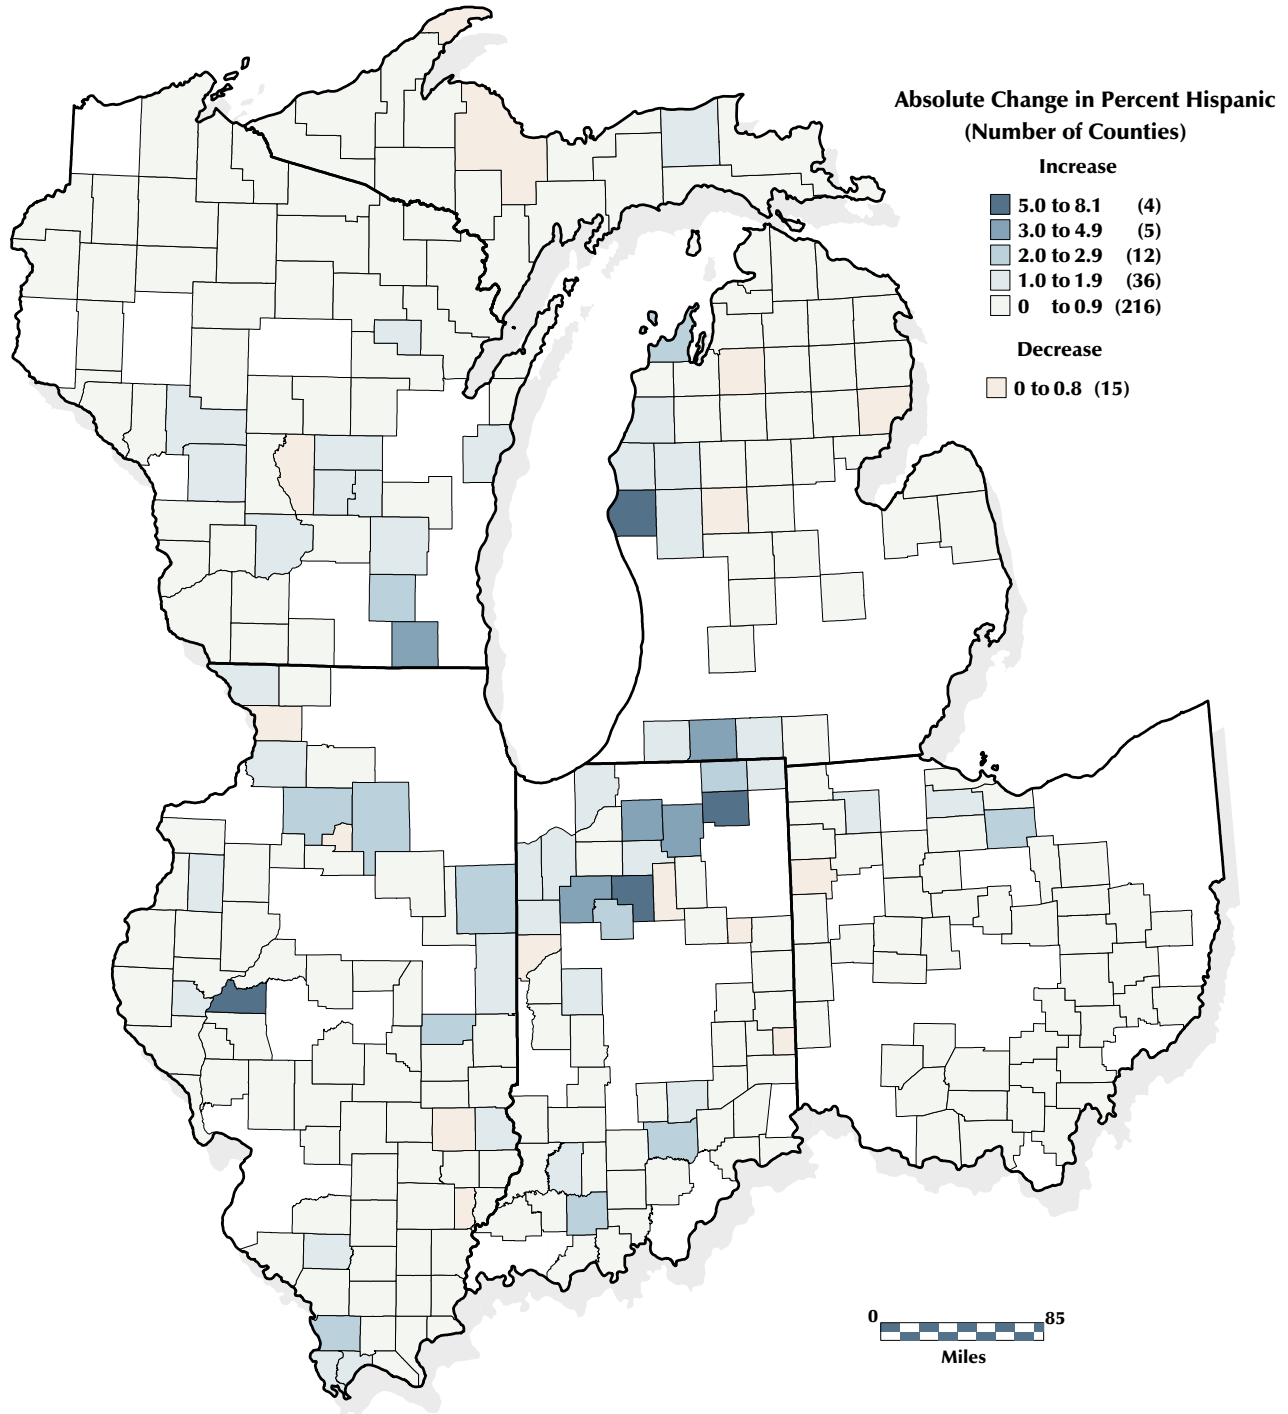 Absolute Change in Percent Hispanic
(Number of Counties)
Increase
5.0 to 8.1 (4)
3.0 to 4.9 (5)
2.0 to 2.9 (12)
1.0 to 1.9 (36)
0 to 0.9 (216)
Decrease
0 to 0.8 (15)
0 85
Miles